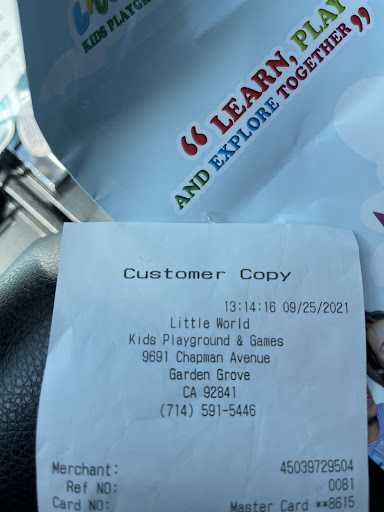 KIDS PLAYGR
“ LEARN, PLAY
AND EXPLORE TOGETHER ”
Customer Copy
13:14:16 09/25/2021
Little World
Kids Playground & Games
9691 Chapman Avenue
Garden Grove
CA 92841
(714) 591-5446
Merchant: 45039729504
Ref NO: 0081
Card NO: Master Card **8615